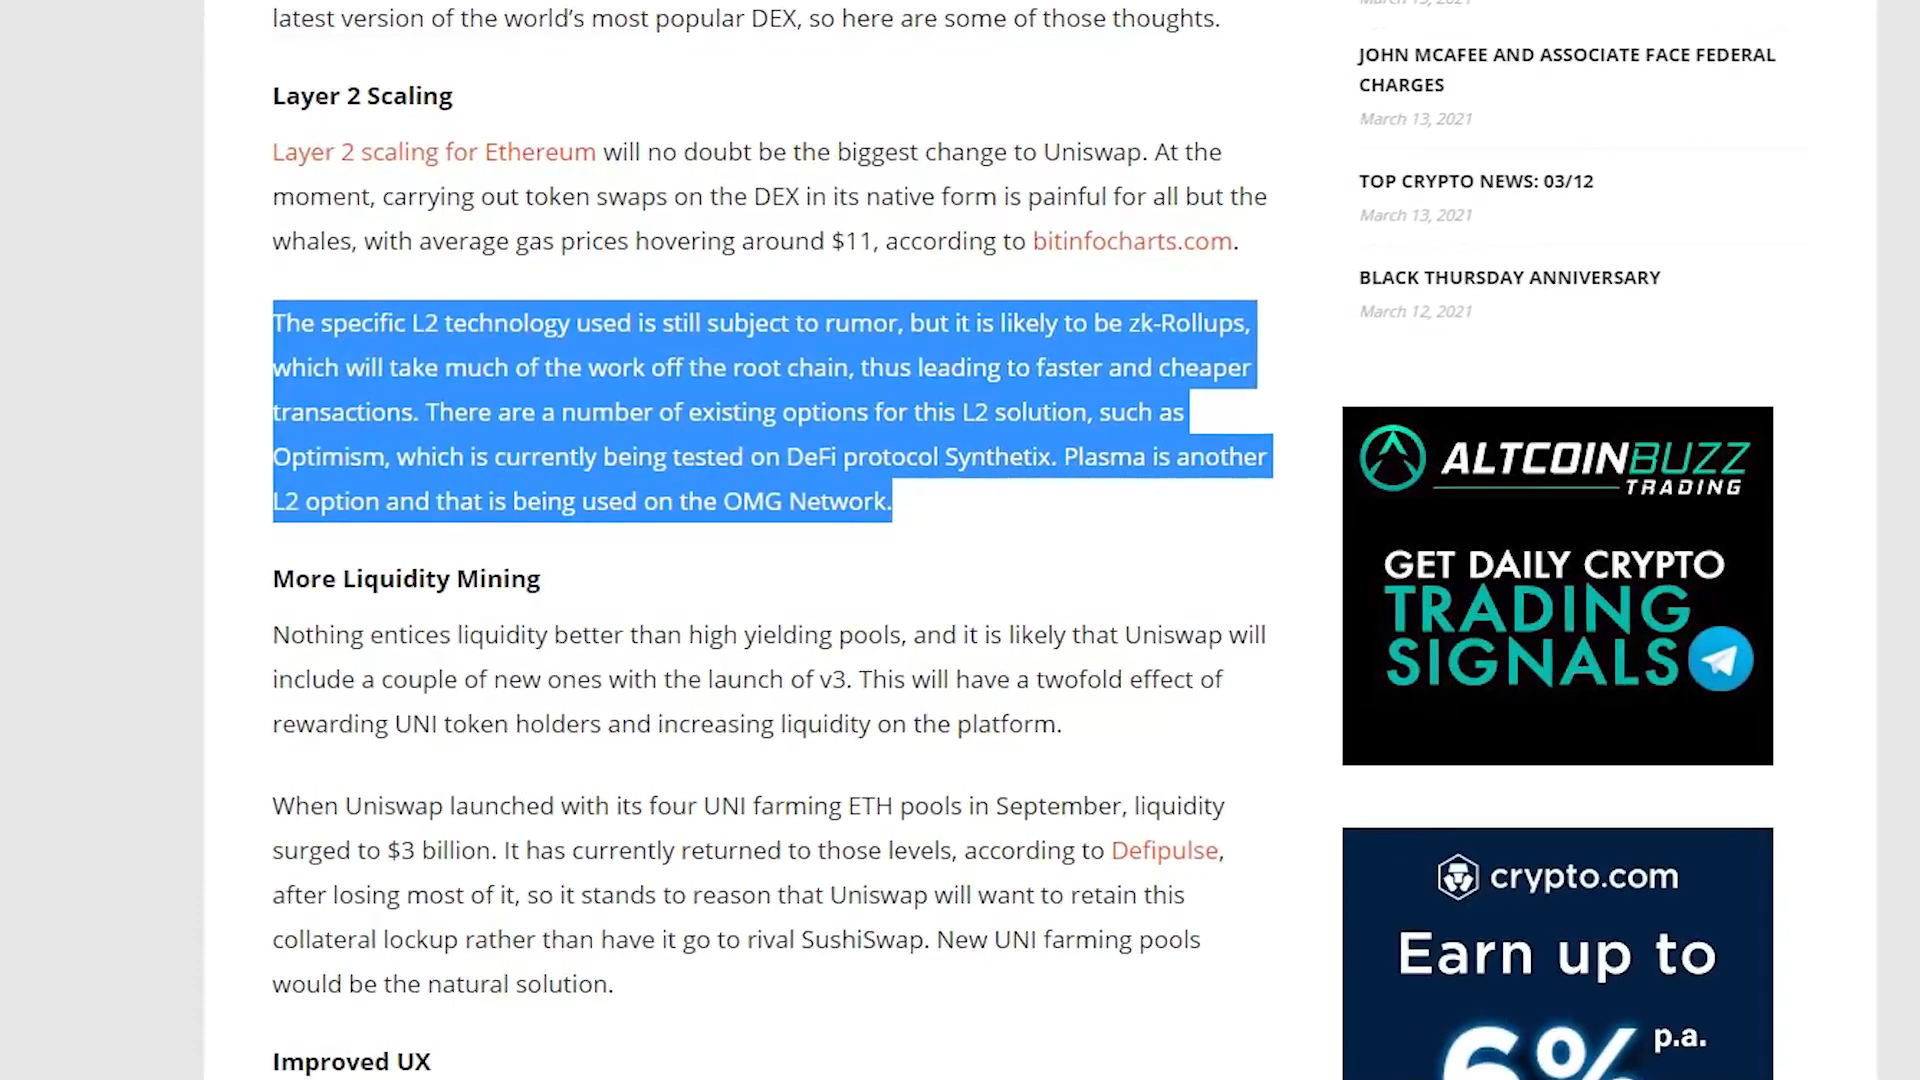 latest version of the world's most popular DEX, so here are some of those thoughts.
Layer 2 Scaling
Layer 2 scaling for Ethereum will no doubt be the biggest change to Uniswap. At the
moment, carrying out token swaps on the DEX in its native form is painful for all but the
whales, with average gas prices hovering around $11, according to bitinfocharts.com.
The specific L2 technology used is still subject to rumor, but it is likely to be zk-Rollups,
which will take much of the work off the root chain, thus leading to faster and cheaper
transactions. There are a number of existing options for this L2 solution, such as
Optimism, which is currently being tested on DeFi protocol Synthetix. Plasma is another
L2 option and that is being used on the OMG Network.
More Liquidity Mining
Nothing entices liquidity better than high yielding pools, and it is likely that Uniswap will
include a couple of new ones with the launch of v3. This will have a twofold effect of
rewarding UNI token holders and increasing liquidity on the platform.
When Uniswap launched with its four UNI farming ETH pools in September, liquidity
surged to $3 billion. It has currently returned to those levels, according to Defipulse,
after losing most of it, so it stands to reason that Uniswap will want to retain this
collateral lockup rather than have it go to rival SushiSwap. New UNI farming pools
would be the natural solution.
Improved UX
JOHN MCAFEE AND ASSOCIATE FACE FEDERAL
CHARGES
March 13, 2021
TOP CRYPTO NEWS: 03/12
March 13, 2021
BLACK THURSDAY ANNIVERSARY
March 12, 2021
ALTCOINBUZZ
TRADING
GET DAILY CRYPTO
TRADING
SIGNALS
crypto.com
Earn up to
6% p.a.